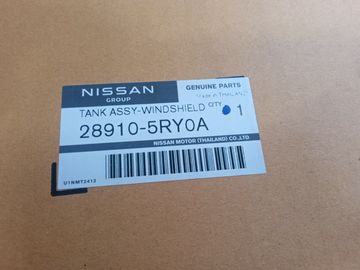 NISSAN
GROUP
GENUINE PARTS
Made in THAILAND
TANK ASSY-WINDSHIELD QTY 1
28910-5RY0A
NISSAN MOTOR (THAILAND) CO.,LTD
U1NMT2412